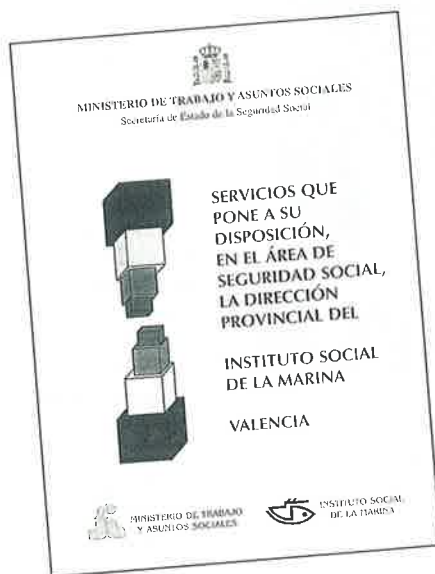 MINISTERIO DE TRABAJO Y ASUNTOS SOCIALES
Secretaría de Estado de la Seguridad Social
SERVICIOS QUE
PONE A SU
DISPOSICIÓN,
EN EL ÁREA DE
SEGURIDAD SOCIAL,
LA DIRECCIÓN
PROVINCIAL DEL
INSTITUTO SOCIAL
DE LA MARINA
VALENCIA
MINISTERIO DE TRABAJO
Y ASUNTOS SOCIALES
INSTITUTO SOCIAL
DE LA MARINA